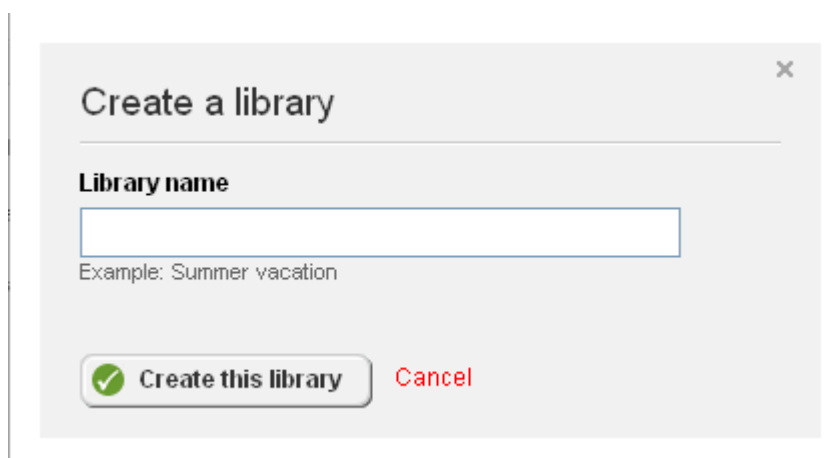 Create a library
Library name
Example: Summer vacation
Create this library
Cancel